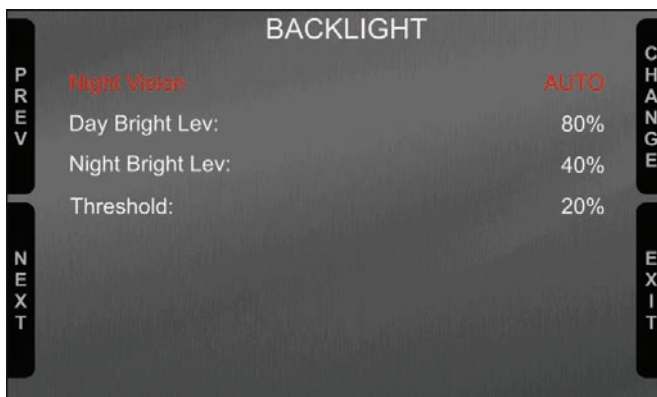 BACKLIGHT
PREV
CHANGE
Night Vision AUTO
Day Bright Lev: 80%
Night Bright Lev: 40%
Threshold: 20%
NEXT
EXIT